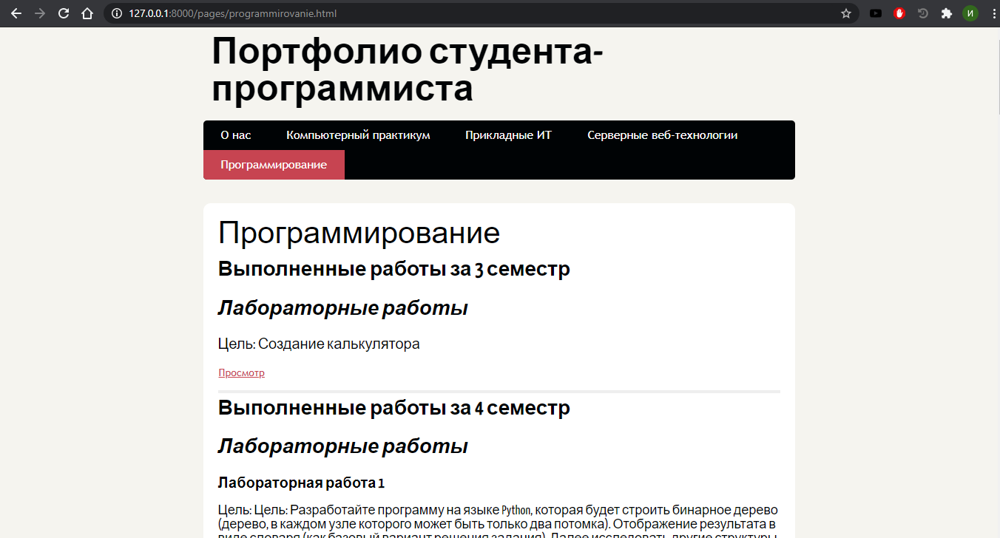 127.0.0.1:8000/pages/programmirovanie.html
И
Портфолио студента-
программиста
О нас Компьютерный практикум Прикладные ИТ Серверные веб-технологии
Программирование
Программирование
Выполненные работы за 3 семестр
Лабораторные работы
Цель: Создание калькулятора
Просмотр
Выполненные работы за 4 семестр
Лабораторные работы
Лабораторная работа 1
Цель: Цель: Разработайте программу на языке Python, которая будет строить бинарное дерево
(дерево, в каждом узле которого может быть только два потомка). Отображение результата в
виде словаря (как базовый вариант решения задания). Далее исследовать другие структуры,